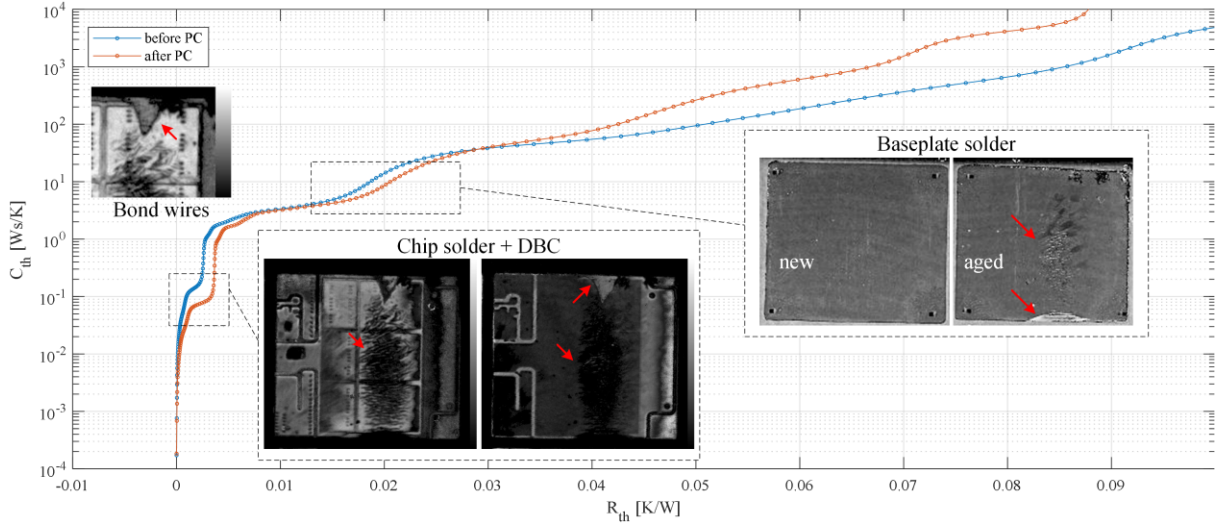 before PC
after PC
Bond wires
Chip solder + DBC
Baseplate solder
new
aged
C_th [Ws/K]
10^4
10^3
10^2
10^1
10^0
10^-1
10^-2
10^-3
10^-4
-0.01
0
0.01
0.02
0.03
0.04
0.05
0.06
0.07
0.08
0.09
R_th [K/W]